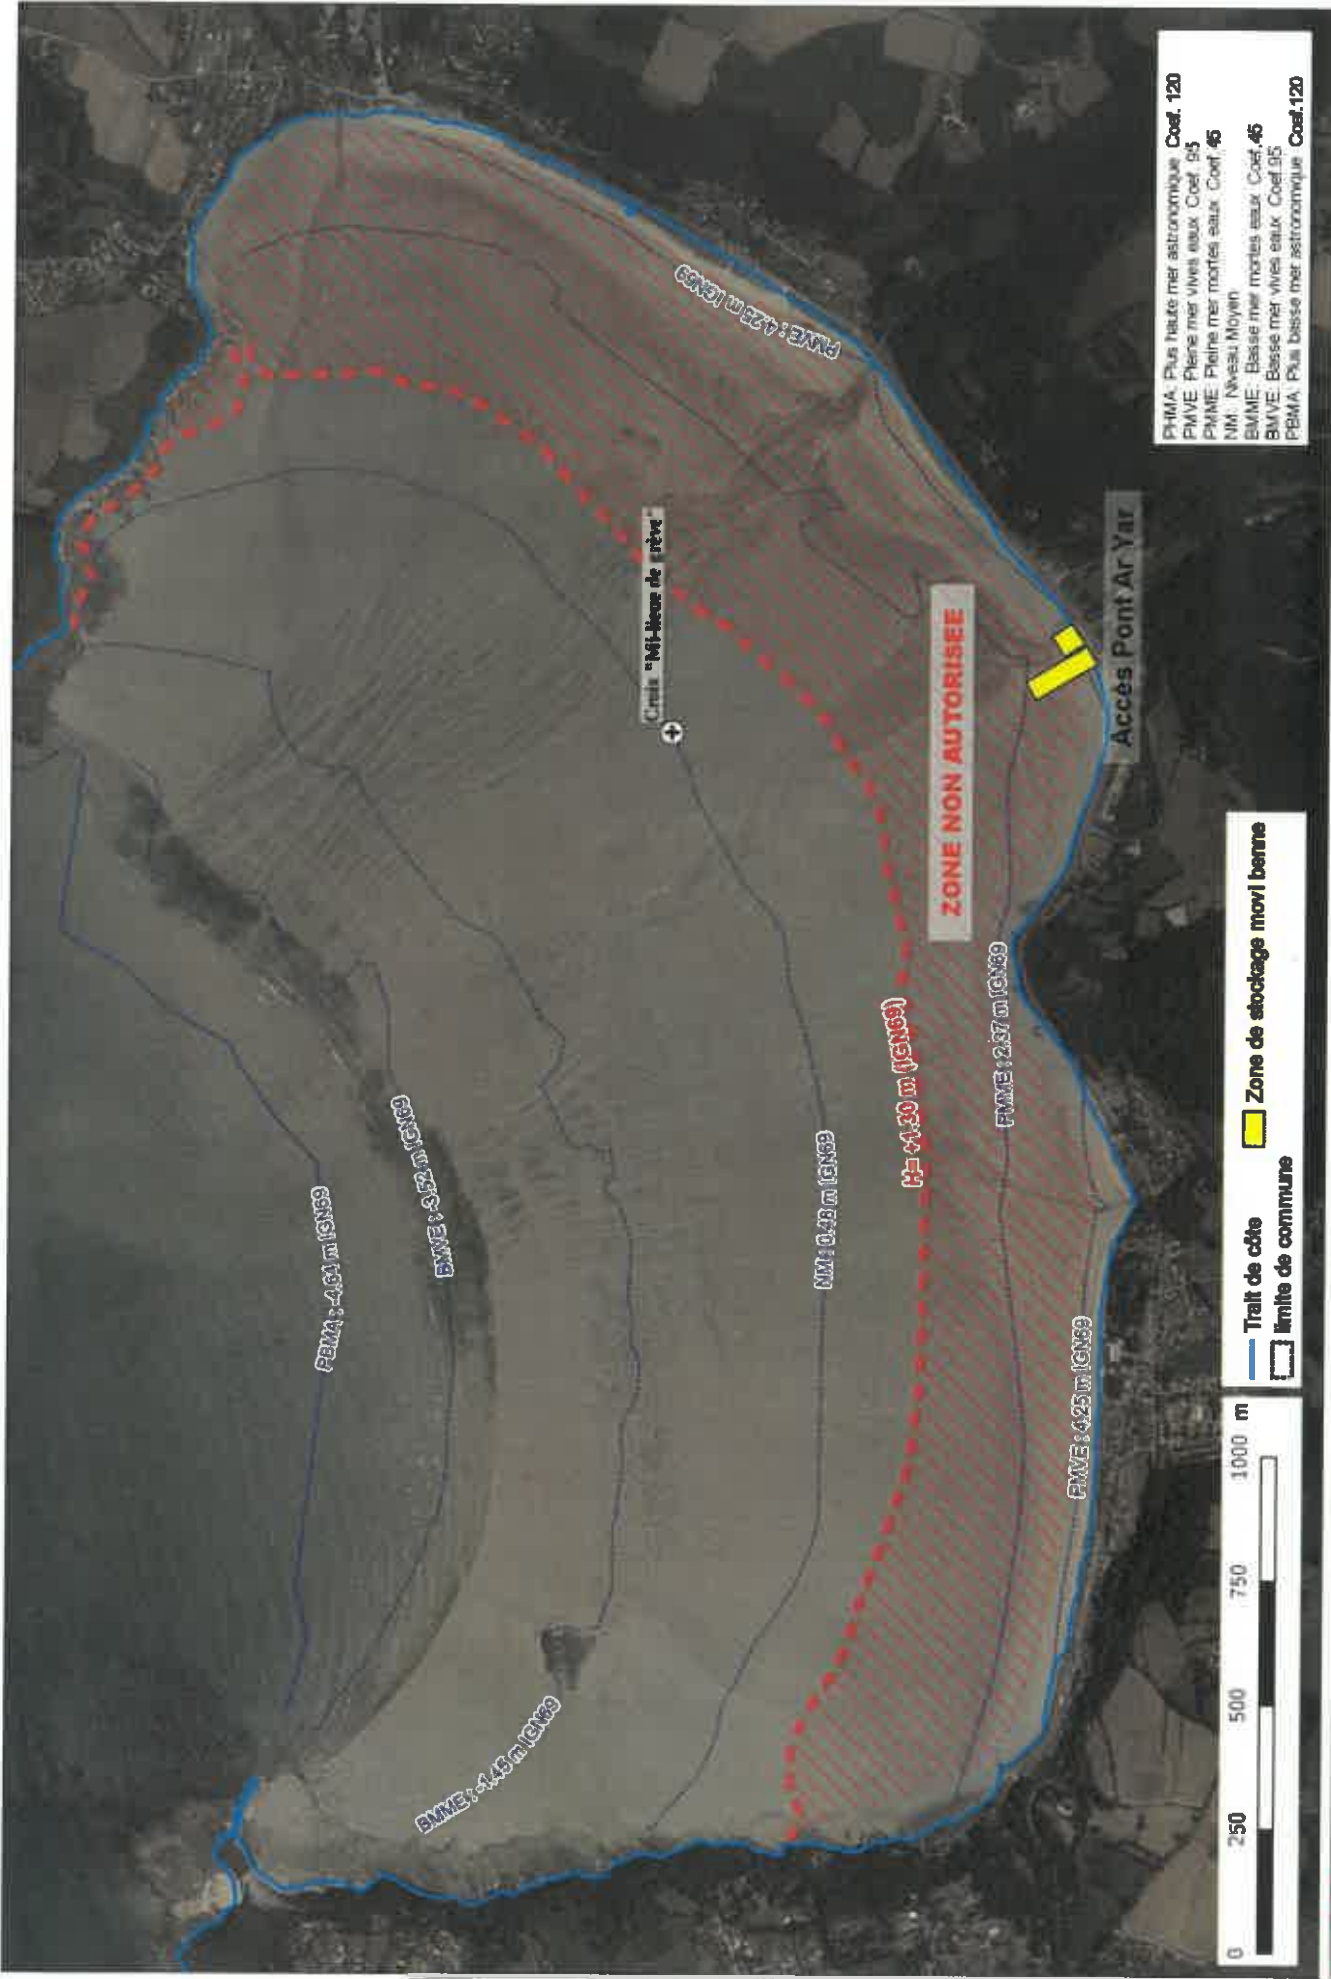 PBMA : -4.64 m IGN69
BMVE : -3.52 m IGN69
BMME : -1.45 m IGN69
Croix "Mi-lieue de grève"
NM : 0.48 m IGN69
H= +1.30 m (IGN69)
ZONE NON AUTORISEE
PMME : 2.37 m IGN69
PMVE : 4.25 m IGN69
PMVE : 4.25 m IGN69
Accès Pont Ar Yar
0 250 500 750 1000 m
Trait de côte
limite de commune
Zone de stockage movi benne
PHMA: Plus haute mer astronomique Coef. 120
PMVE: Pleine mer vives eaux Coef. 95
PMME: Pleine mer mortes eaux Coef. 45
NM: Niveau Moyen
BMME: Basse mer mortes eaux Coef.45
BMVE: Basse mer vives eaux Coef.95
PBMA: Plus basse mer astronomique Coef.120